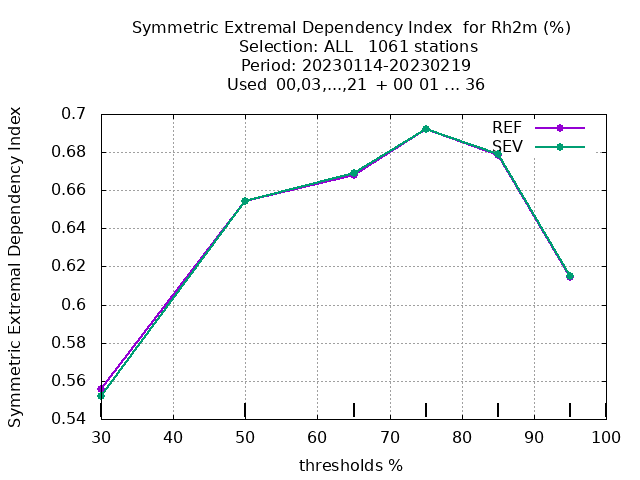 Symmetric Extremal Dependency Index  for Rh2m (%)
Selection: ALL   1061 stations
Period: 20230114-20230219
Used  00,03,...,21  + 00 01 ... 36
Symmetric Extremal Dependency Index
0.7
0.68
0.66
0.64
0.62
0.6
0.58
0.56
0.54
REF
SEV
30 40 50 60 70 80 90 100
thresholds %